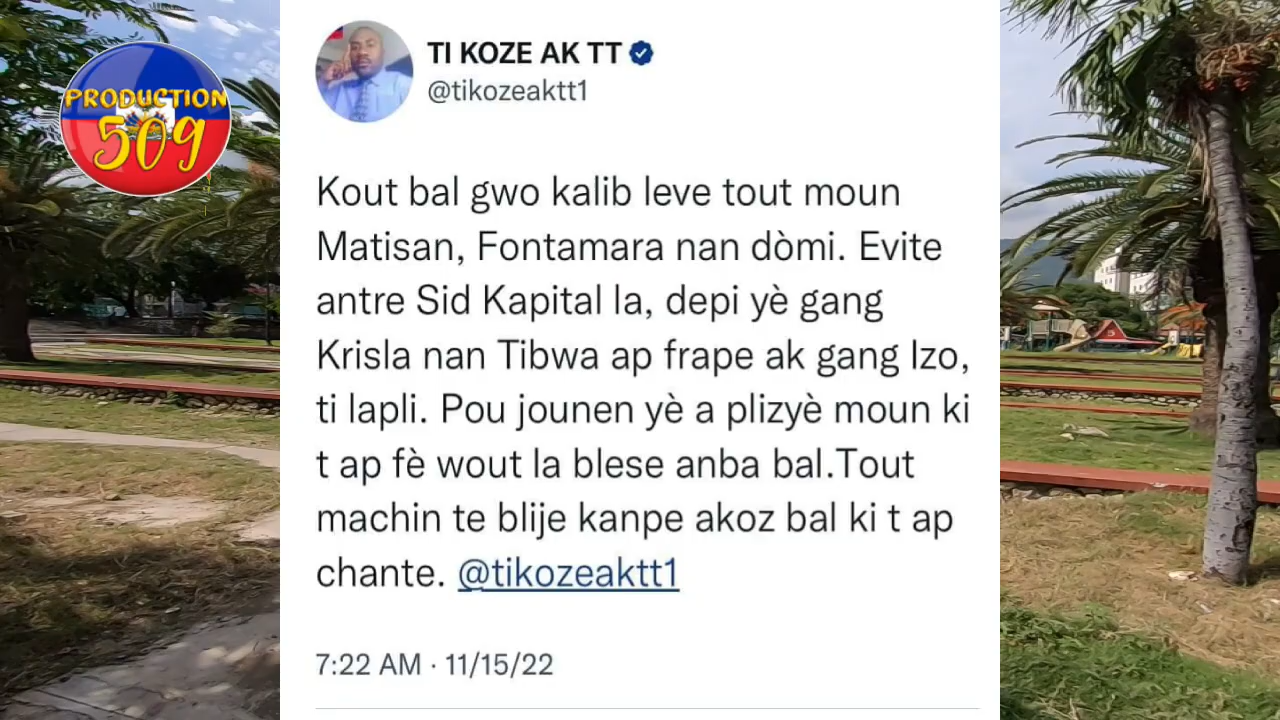 PRODUCTION
509
TI KOZE AK TT
@tikozeaktt1
Kout bal gwo kalib leve tout moun
Matisan, Fontamara nan dòmi. Evite
antre Sid Kapital la, depi yè gang
Krisla nan Tibwa ap frape ak gang Izo,
ti lapli. Pou jounen yè a plizyè moun ki
t ap fè wout la blese anba bal.Tout
machin te blije kanpe akoz bal ki t ap
chante. @tikozeaktt1
7:22 AM · 11/15/22